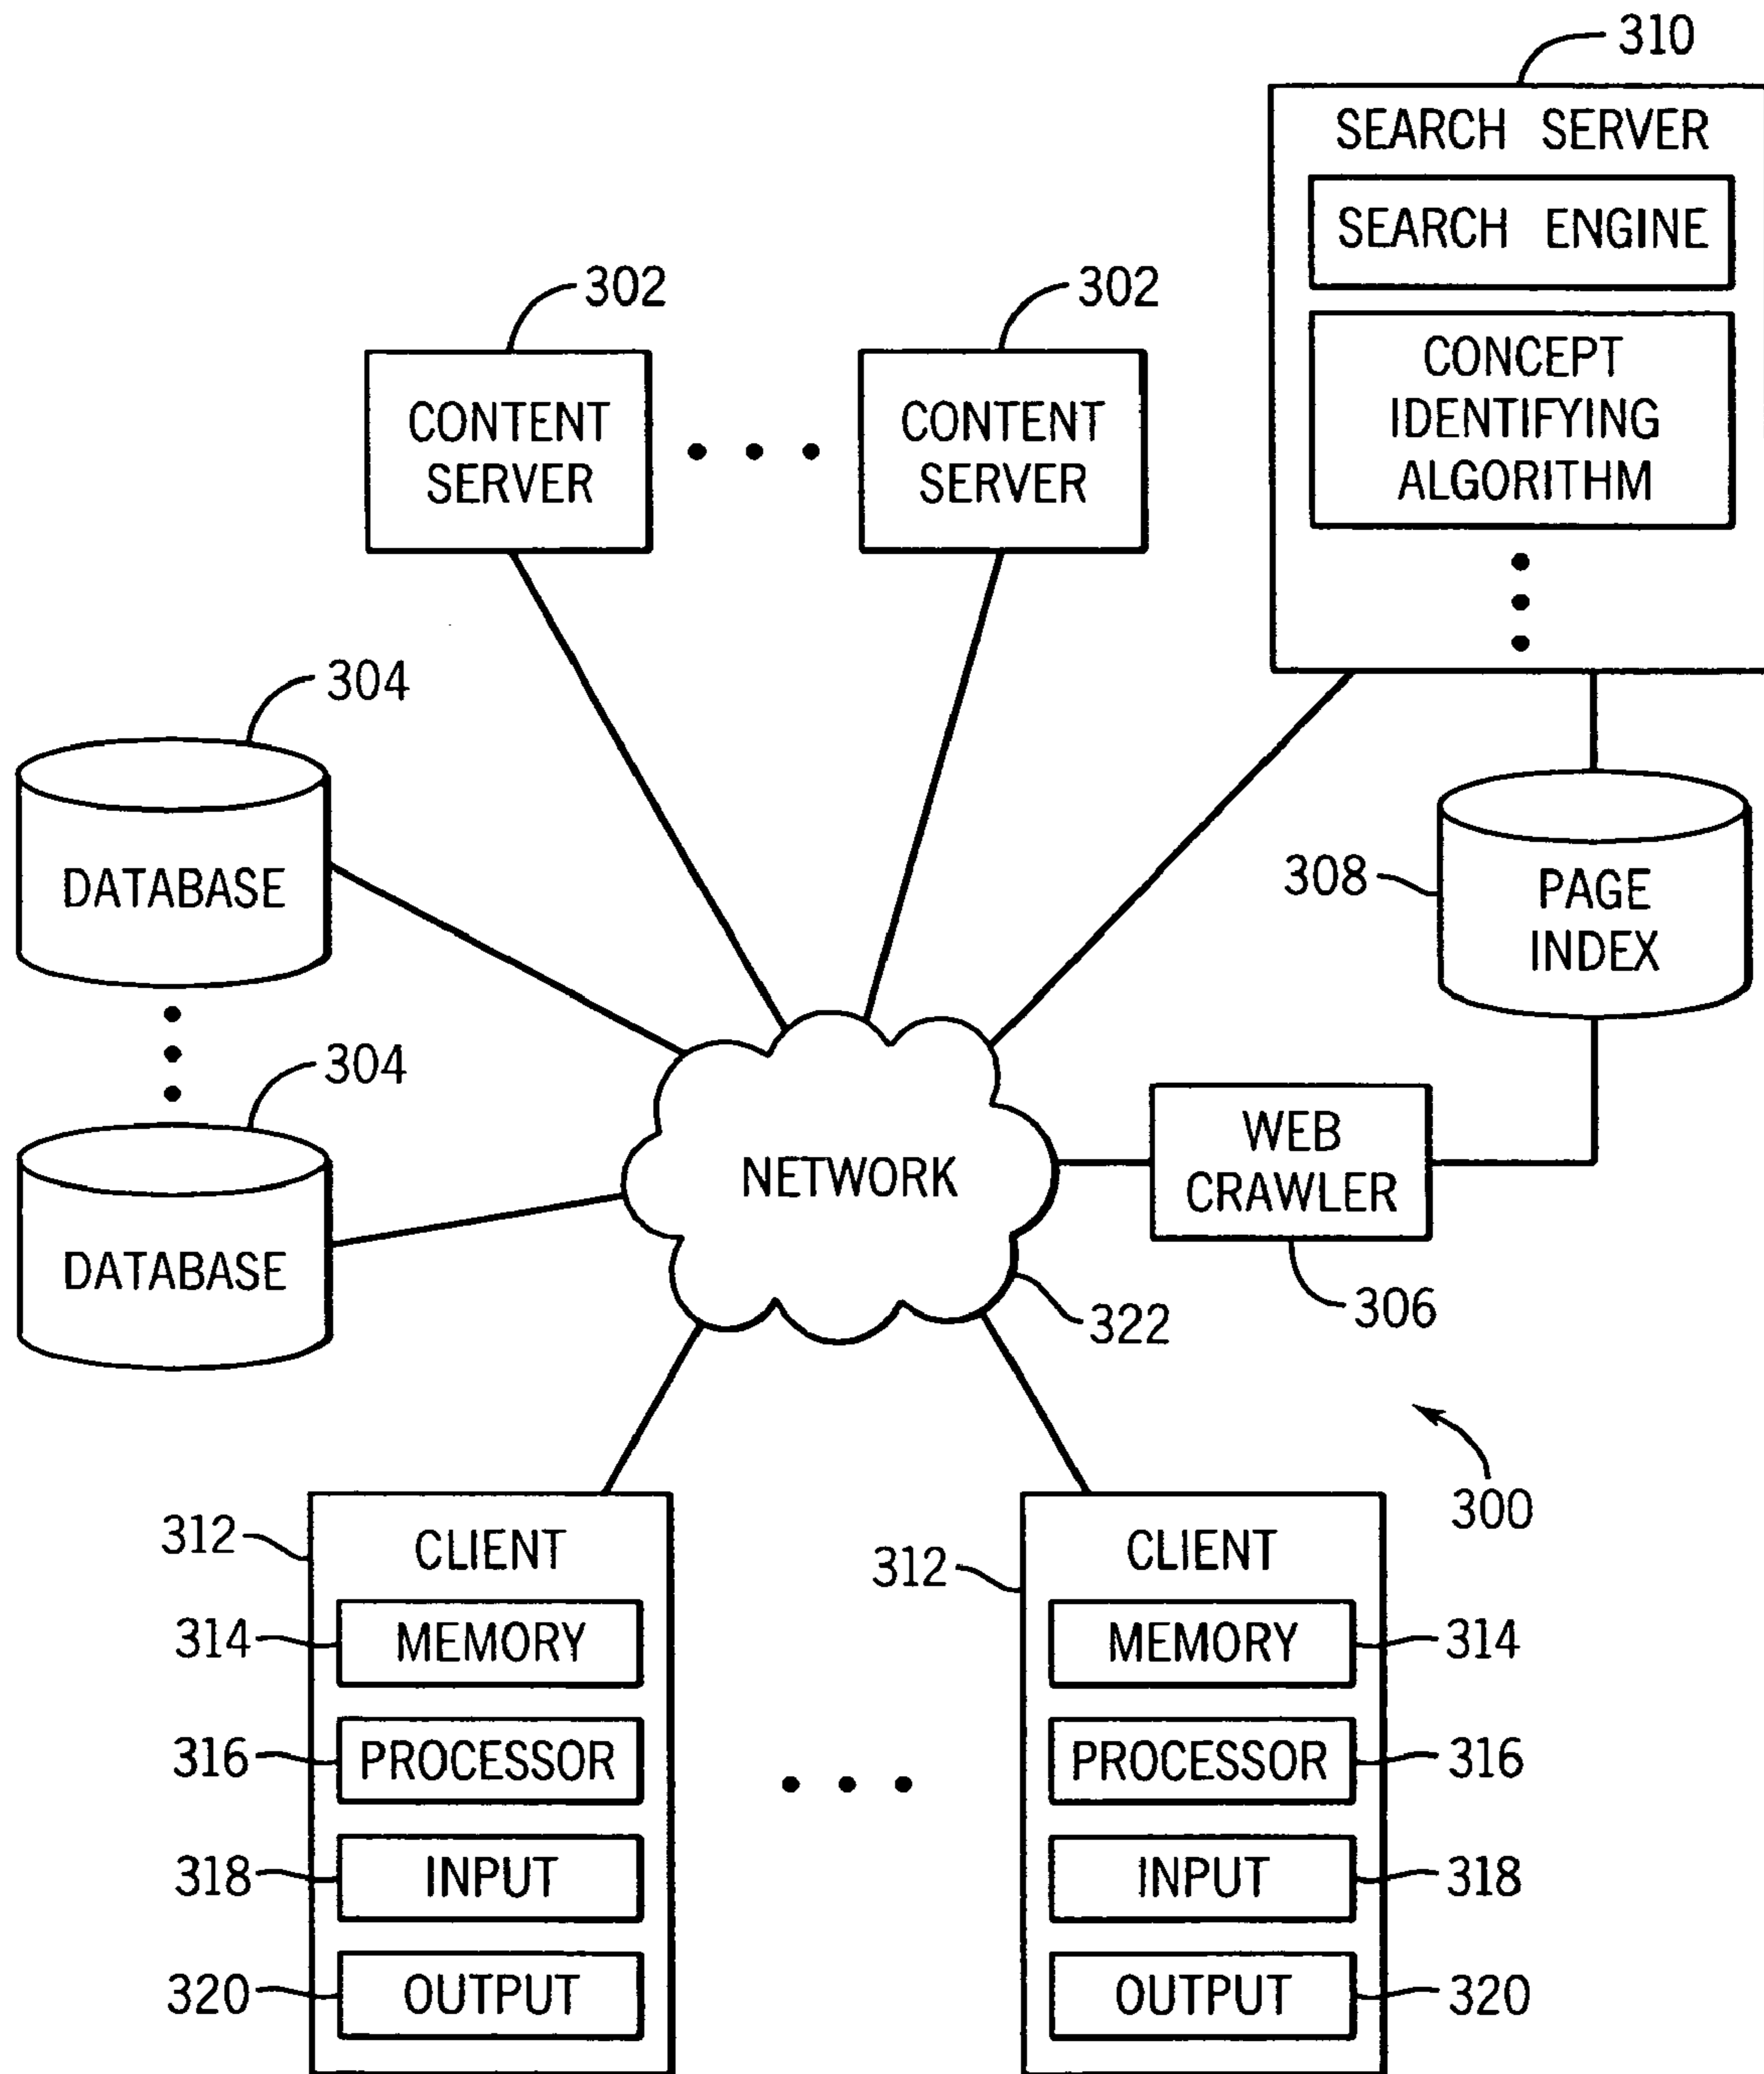 310
SEARCH SERVER
SEARCH ENGINE
CONCEPT
IDENTIFYING
ALGORITHM
302
302
CONTENT
SERVER
CONTENT
SERVER
304
DATABASE
308
PAGE
INDEX
304
DATABASE
NETWORK
WEB
CRAWLER
322
306
300
312
CLIENT
314
MEMORY
316
PROCESSOR
318
INPUT
320
OUTPUT
312
CLIENT
MEMORY
314
PROCESSOR
316
INPUT
318
OUTPUT
320